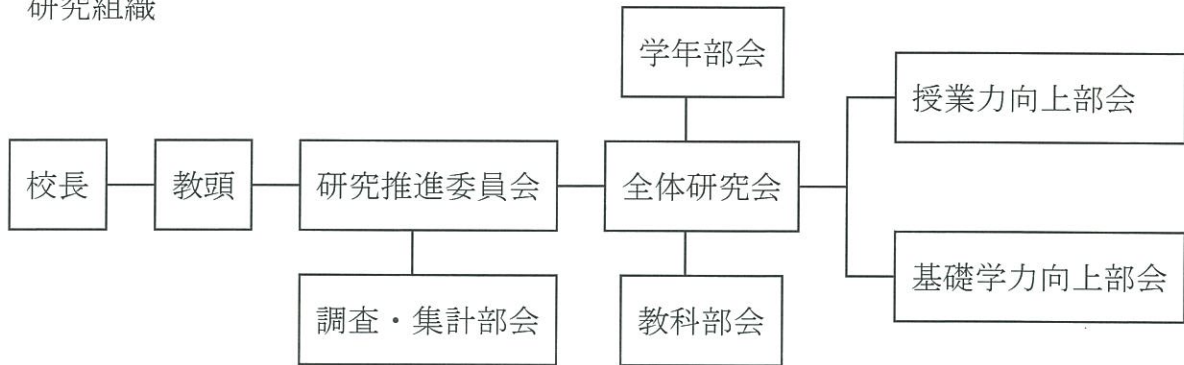 研究組織
学年部会
授業力向上部会
校長
教頭
研究推進委員会
全体研究会
基礎学力向上部会
調査・集計部会
教科部会